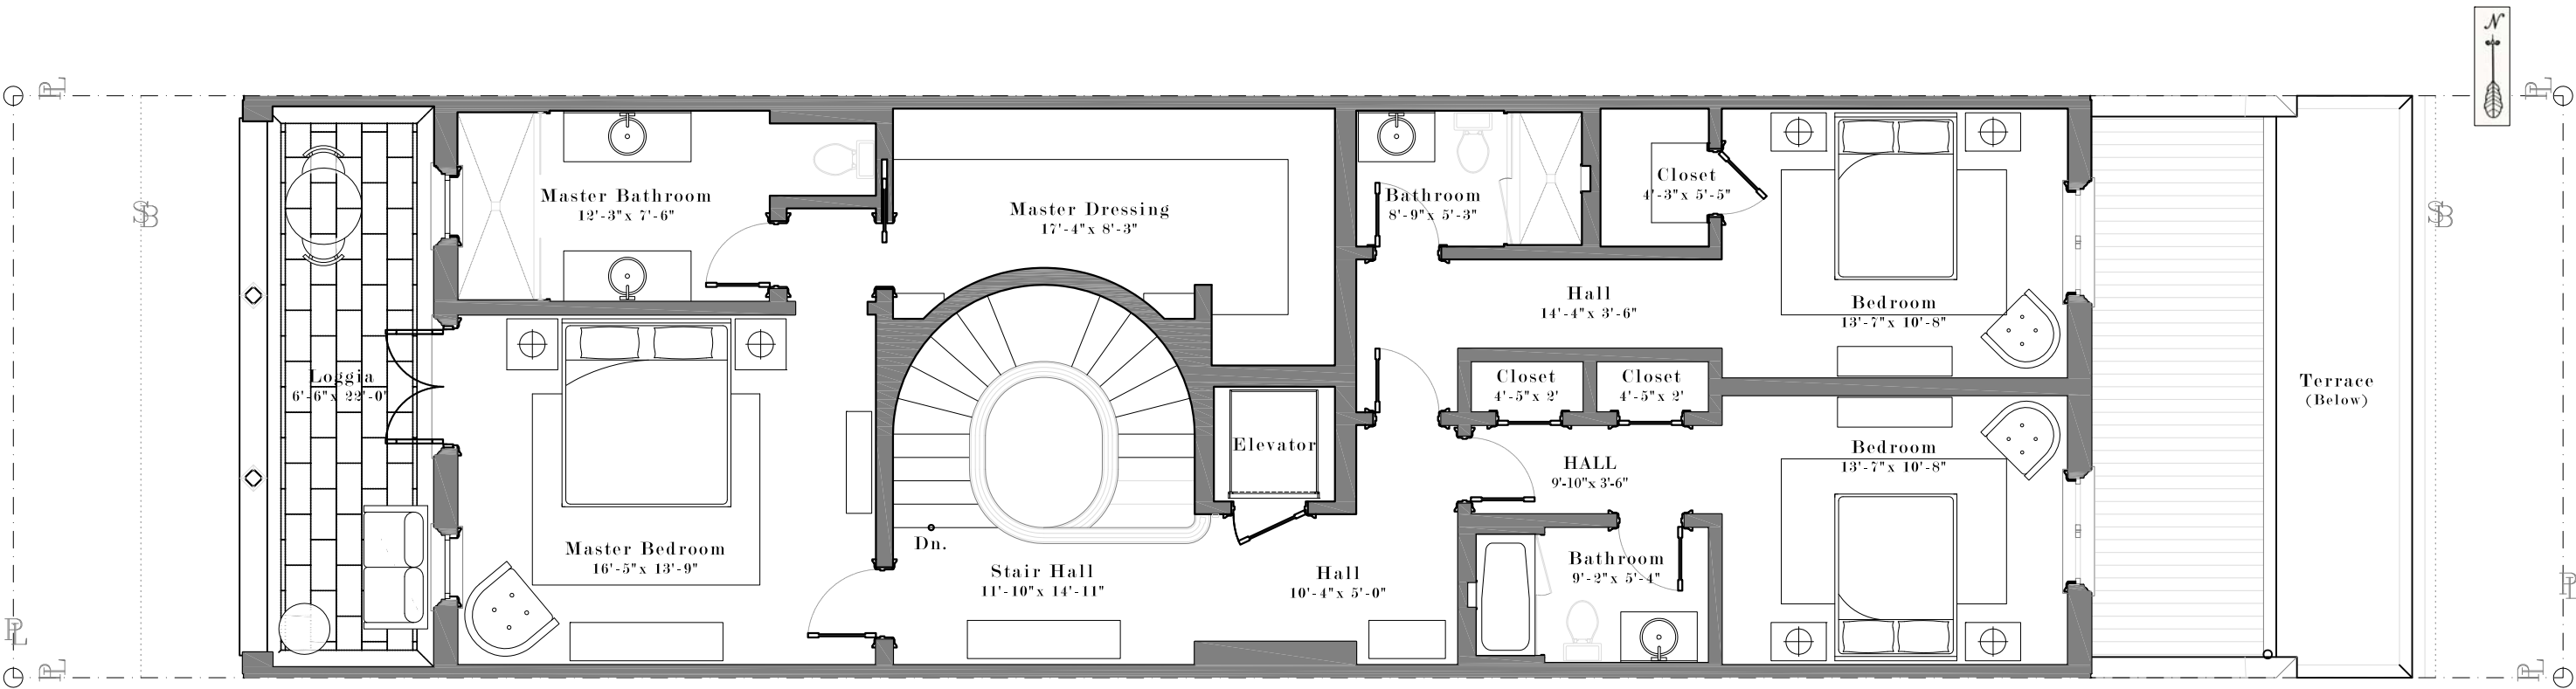 N
PL
PL
SB
SB
Master Bathroom
12'-3"x 7'-6"
Master Dressing
17'-4"x 8'-3"
Bathroom
8'-9"x 5'-3"
Closet
4'-3"x 5'-5"
Hall
14'-4"x 3'-6"
Bedroom
13'-7"x 10'-8"
Loggia
6'-6"x 22'-0"
Closet
4'-5"x 2'
Closet
4'-5"x 2'
Terrace
(Below)
Elevator
HALL
9'-10"x 3'-6"
Bedroom
13'-7"x 10'-8"
Master Bedroom
16'-5"x 13'-9"
Dn.
Stair Hall
11'-10"x 14'-11"
Hall
10'-4"x 5'-0"
Bathroom
9'-2"x 5'-4"
PL
PL
PL
PL